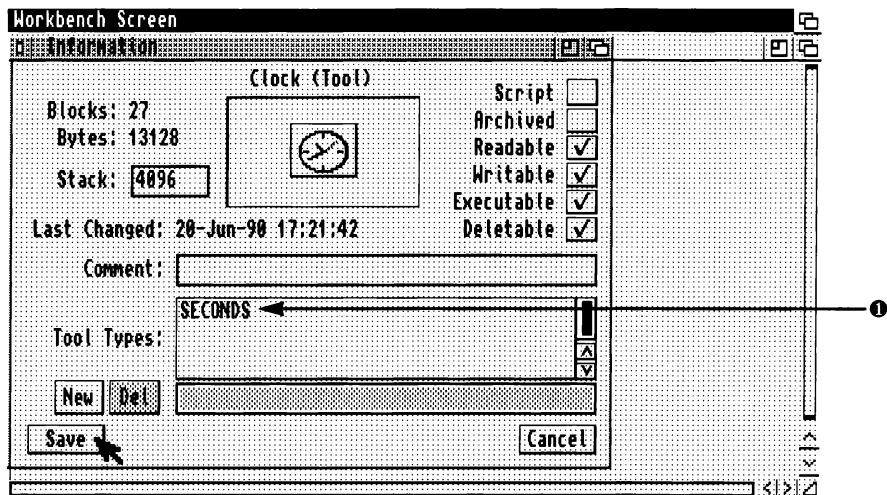 Workbench Screen
Information
Clock (Tool)
Blocks: 27
Bytes: 13128
Stack: 4096
Script
Archived
Readable
Writable
Executable
Deletable
Last Changed: 20-Jun-90 17:21:42
Comment:
Tool Types:
SECONDS
❶
New Del
Save
Cancel